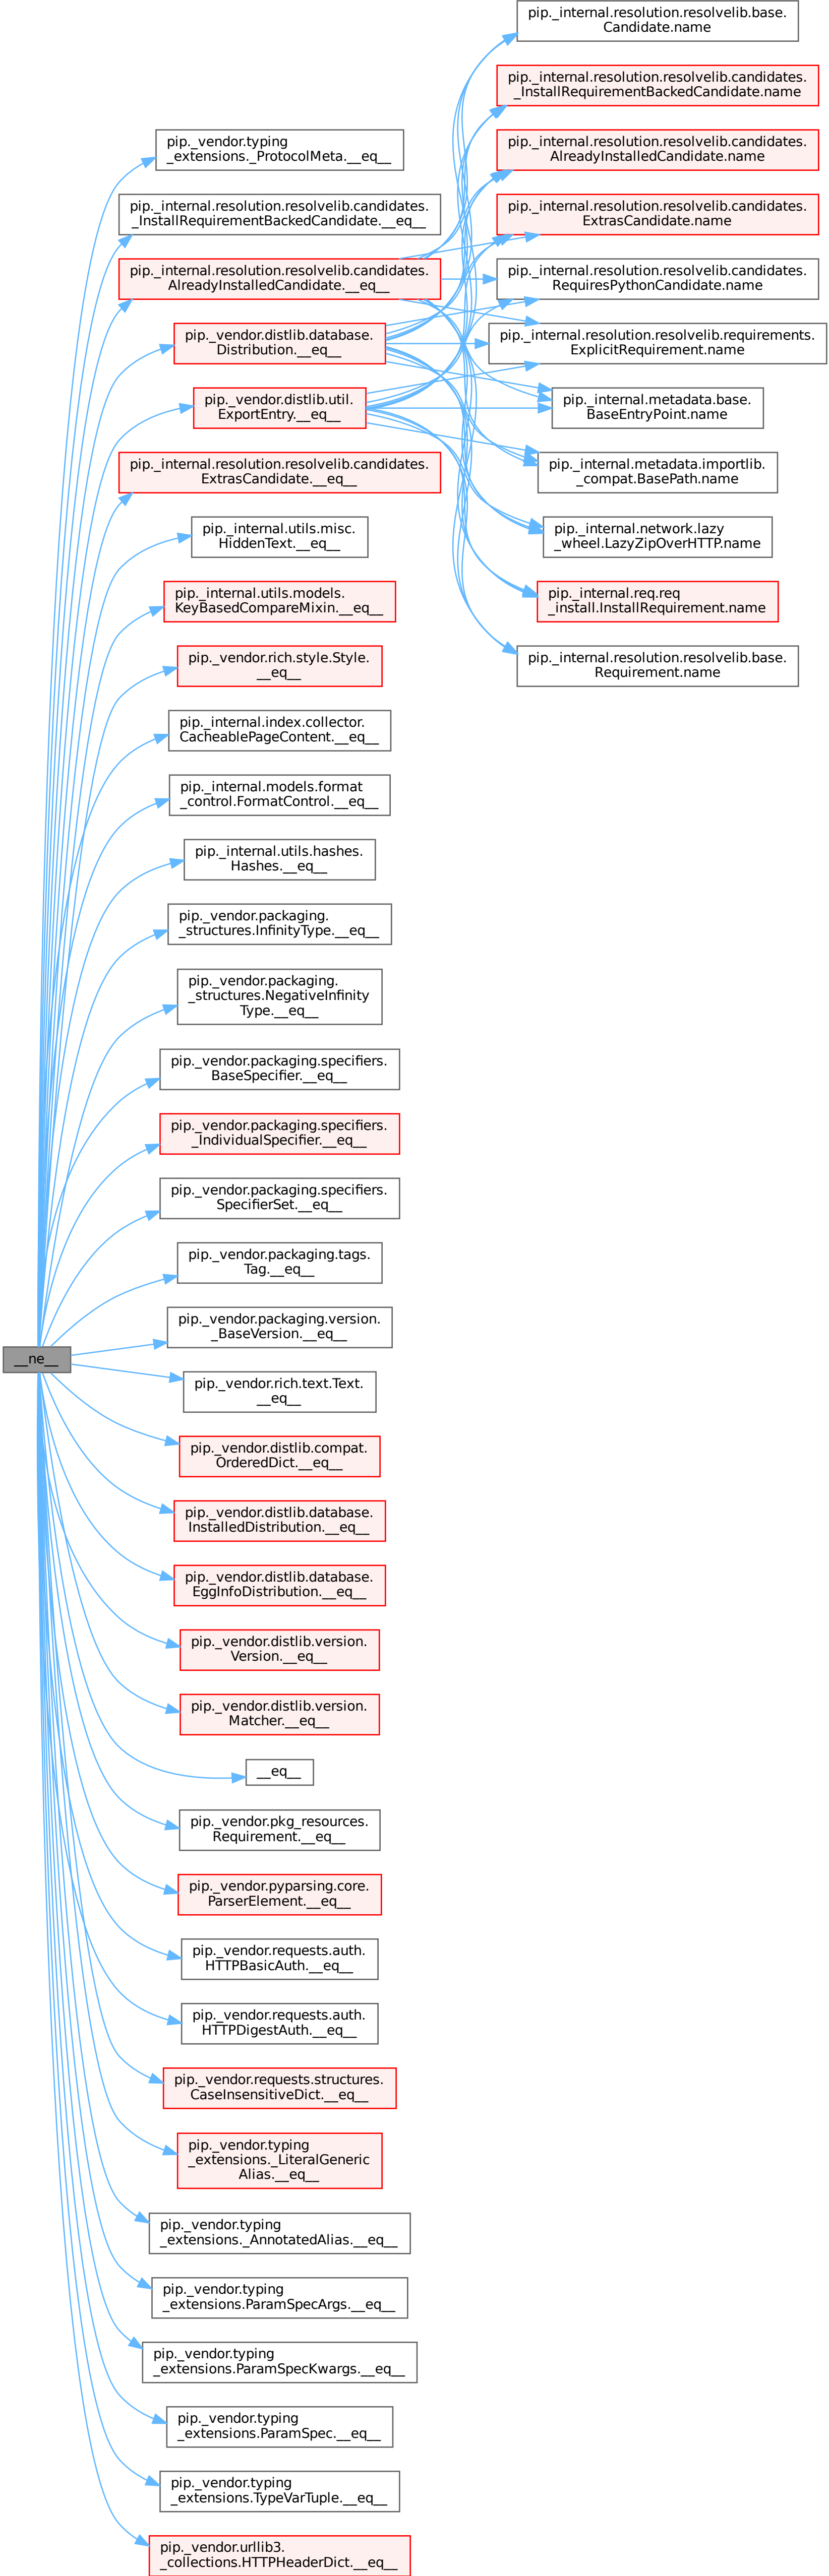 __ne__
pip._vendor.typing
_extensions._ProtocolMeta.__eq__
pip._internal.resolution.resolvelib.candidates.
_InstallRequirementBackedCandidate.__eq__
pip._internal.resolution.resolvelib.candidates.
AlreadyInstalledCandidate.__eq__
pip._vendor.distlib.database.
Distribution.__eq__
pip._vendor.distlib.util.
ExportEntry.__eq__
pip._internal.resolution.resolvelib.candidates.
ExtrasCandidate.__eq__
pip._internal.utils.misc.
HiddenText.__eq__
pip._internal.utils.models.
KeyBasedCompareMixin.__eq__
pip._vendor.rich.style.Style.
__eq__
pip._internal.index.collector.
CacheablePageContent.__eq__
pip._internal.models.format
_control.FormatControl.__eq__
pip._internal.utils.hashes.
Hashes.__eq__
pip._vendor.packaging.
_structures.InfinityType.__eq__
pip._vendor.packaging.
_structures.NegativeInfinity
Type.__eq__
pip._vendor.packaging.specifiers.
BaseSpecifier.__eq__
pip._vendor.packaging.specifiers.
_IndividualSpecifier.__eq__
pip._vendor.packaging.specifiers.
SpecifierSet.__eq__
pip._vendor.packaging.tags.
Tag.__eq__
pip._vendor.packaging.version.
_BaseVersion.__eq__
pip._vendor.rich.text.Text.
__eq__
pip._vendor.distlib.compat.
OrderedDict.__eq__
pip._vendor.distlib.database.
InstalledDistribution.__eq__
pip._vendor.distlib.database.
EggInfoDistribution.__eq__
pip._vendor.distlib.version.
Version.__eq__
pip._vendor.distlib.version.
Matcher.__eq__
__eq__
pip._vendor.pkg_resources.
Requirement.__eq__
pip._vendor.pyparsing.core.
ParserElement.__eq__
pip._vendor.requests.auth.
HTTPBasicAuth.__eq__
pip._vendor.requests.auth.
HTTPDigestAuth.__eq__
pip._vendor.requests.structures.
CaseInsensitiveDict.__eq__
pip._vendor.typing
_extensions._LiteralGeneric
Alias.__eq__
pip._vendor.typing
_extensions._AnnotatedAlias.__eq__
pip._vendor.typing
_extensions.ParamSpecArgs.__eq__
pip._vendor.typing
_extensions.ParamSpecKwargs.__eq__
pip._vendor.typing
_extensions.ParamSpec.__eq__
pip._vendor.typing
_extensions.TypeVarTuple.__eq__
pip._vendor.urllib3.
_collections.HTTPHeaderDict.__eq__
pip._internal.resolution.resolvelib.base.
Candidate.name
pip._internal.resolution.resolvelib.candidates.
_InstallRequirementBackedCandidate.name
pip._internal.resolution.resolvelib.candidates.
AlreadyInstalledCandidate.name
pip._internal.resolution.resolvelib.candidates.
ExtrasCandidate.name
pip._internal.resolution.resolvelib.candidates.
RequiresPythonCandidate.name
pip._internal.resolution.resolvelib.requirements.
ExplicitRequirement.name
pip._internal.metadata.base.
BaseEntryPoint.name
pip._internal.metadata.importlib.
_compat.BasePath.name
pip._internal.network.lazy
_wheel.LazyZipOverHTTP.name
pip._internal.req.req
_install.InstallRequirement.name
pip._internal.resolution.resolvelib.base.
Requirement.name